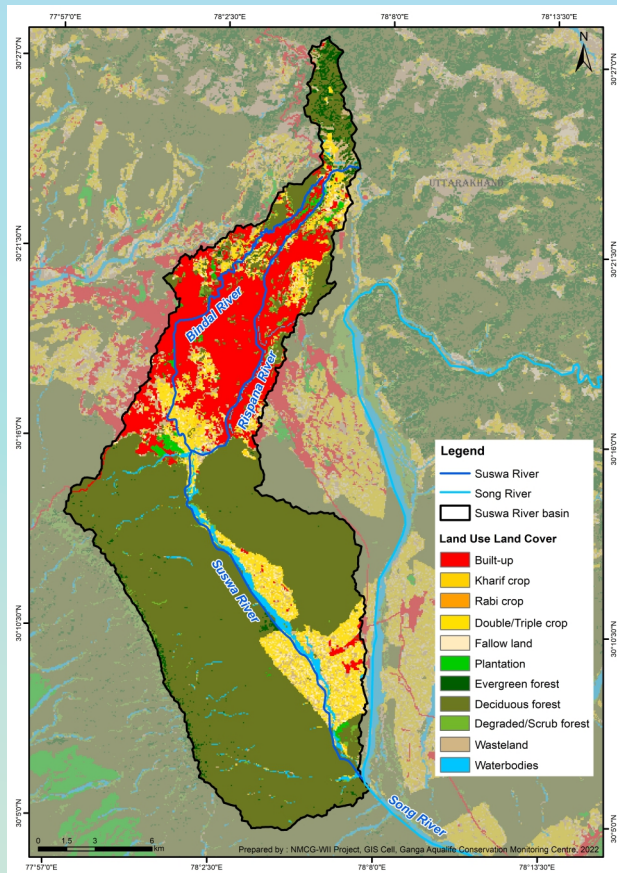 77°57'0"E 78°2'30"E 78°8'0"E 78°13'30"E
30°27'0"N
30°27'0"N
N
UTTARAKHAND
30°21'30"N
30°21'30"N
Bindal River
Rispana River
30°16'0"N
30°16'0"N
Legend
Suswa River
Song River
Suswa River basin
Land Use Land Cover
Built-up
Kharif crop
Rabi crop
Double/Triple crop
Fallow land
Plantation
Evergreen forest
Deciduous forest
Degraded/Scrub forest
Wasteland
Waterbodies
Suswa River
30°10'30"N
30°10'30"N
30°5'0"N
30°5'0"N
Song River
0 1.5 3 6
km
Prepared by : NMCG-WII Project, GIS Cell, Ganga Aqualife Conservation Monitoring Centre, 2022
77°57'0"E 78°2'30"E 78°8'0"E 78°13'30"E